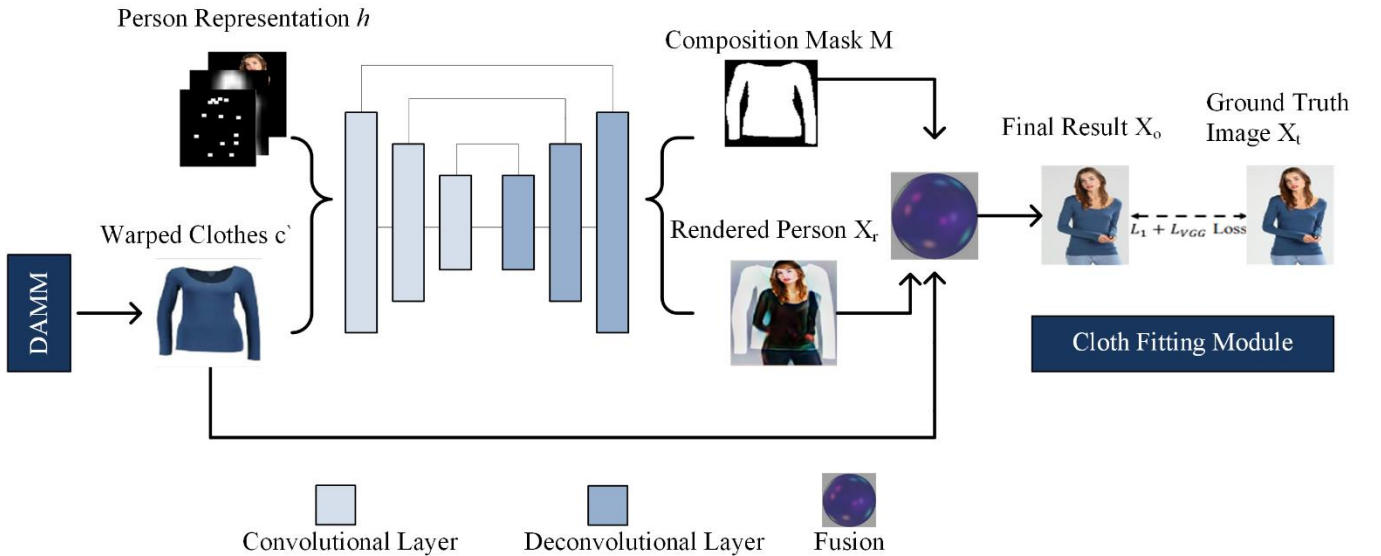 Person Representation h
Composition Mask M
Ground Truth
Image Xₜ
Final Result Xₒ
Warped Clothes c`
Rendered Person Xᵣ
L₁ + L_VGG Loss
DAMM
Cloth Fitting Module
Convolutional Layer
Deconvolutional Layer
Fusion